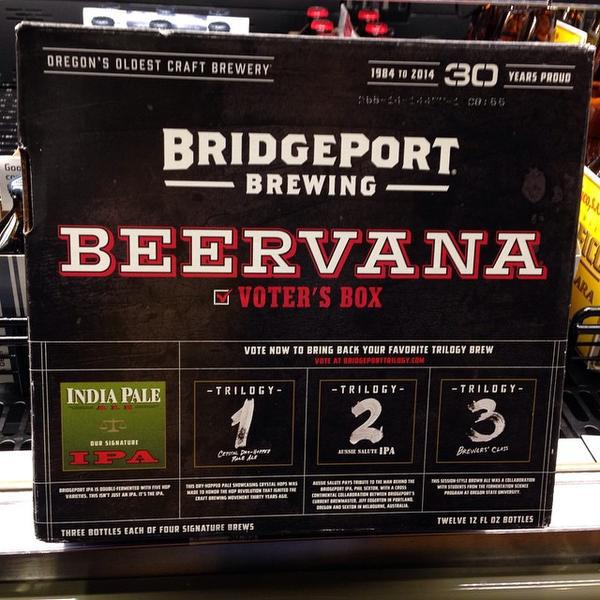 OREGON'S OLDEST CRAFT BREWERY
1984 TO 2014 30 YEARS PROUD
BRIDGEPORT
BREWING
BEERVANA
VOTER'S BOX
VOTE NOW TO BRING BACK YOUR FAVORITE TRILOGY BREW
VOTE AT BRIDGEPORTTRILOGY.COM
INDIA PALE
ALE
OUR SIGNATURE
IPA
BRIDGEPORT IPA IS DOUBLE-FERMENTED WITH FIVE HOP
VARIETIES. THIS ISN'T JUST AN IPA. IT'S THE IPA.
-TRILOGY-
1
CRYSTAL DRY-HOPPED
PALE ALE
THIS DRY-HOPPED PALE SHOWCASING CRYSTAL HOPS WAS
MADE TO HONOR THE HOP REVOLUTION THAT IGNITED THE
CRAFT BREWING MOVEMENT THIRTY YEARS AGO.
-TRILOGY-
2
AUSSIE SALUTE IPA
AUSSIE SALUTE PAYS TRIBUTE TO THE MAN BEHIND THE
BRIDGEPORT IPA, PHIL SEXTON, WITH A CROSS
CONTINENTAL COLLABORATION BETWEEN BRIDGEPORT'S
CURRENT BREWMASTER, JEFF EDGERTON IN PORTLAND,
OREGON AND SEXTON IN MELBOURNE, AUSTRALIA.
-TRILOGY-
3
BREWERS' CLASS
THIS SESSION-STYLE BROWN ALE WAS A COLLABORATION
WITH STUDENTS FROM THE FERMENTATION SCIENCE
PROGRAM AT OREGON STATE UNIVERSITY.
THREE BOTTLES EACH OF FOUR SIGNATURE BREWS
TWELVE 12 FL OZ BOTTLES